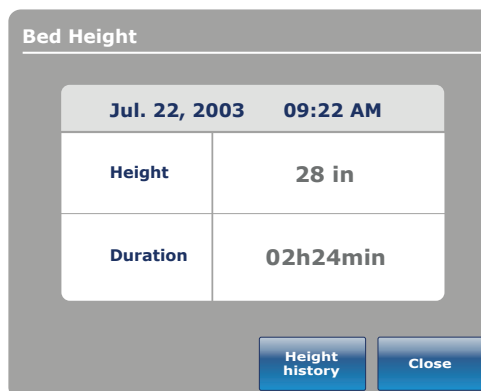 Bed Height
Jul. 22, 2003 09:22 AM
Height 28 in
Duration 02h24min
Height
history
Close